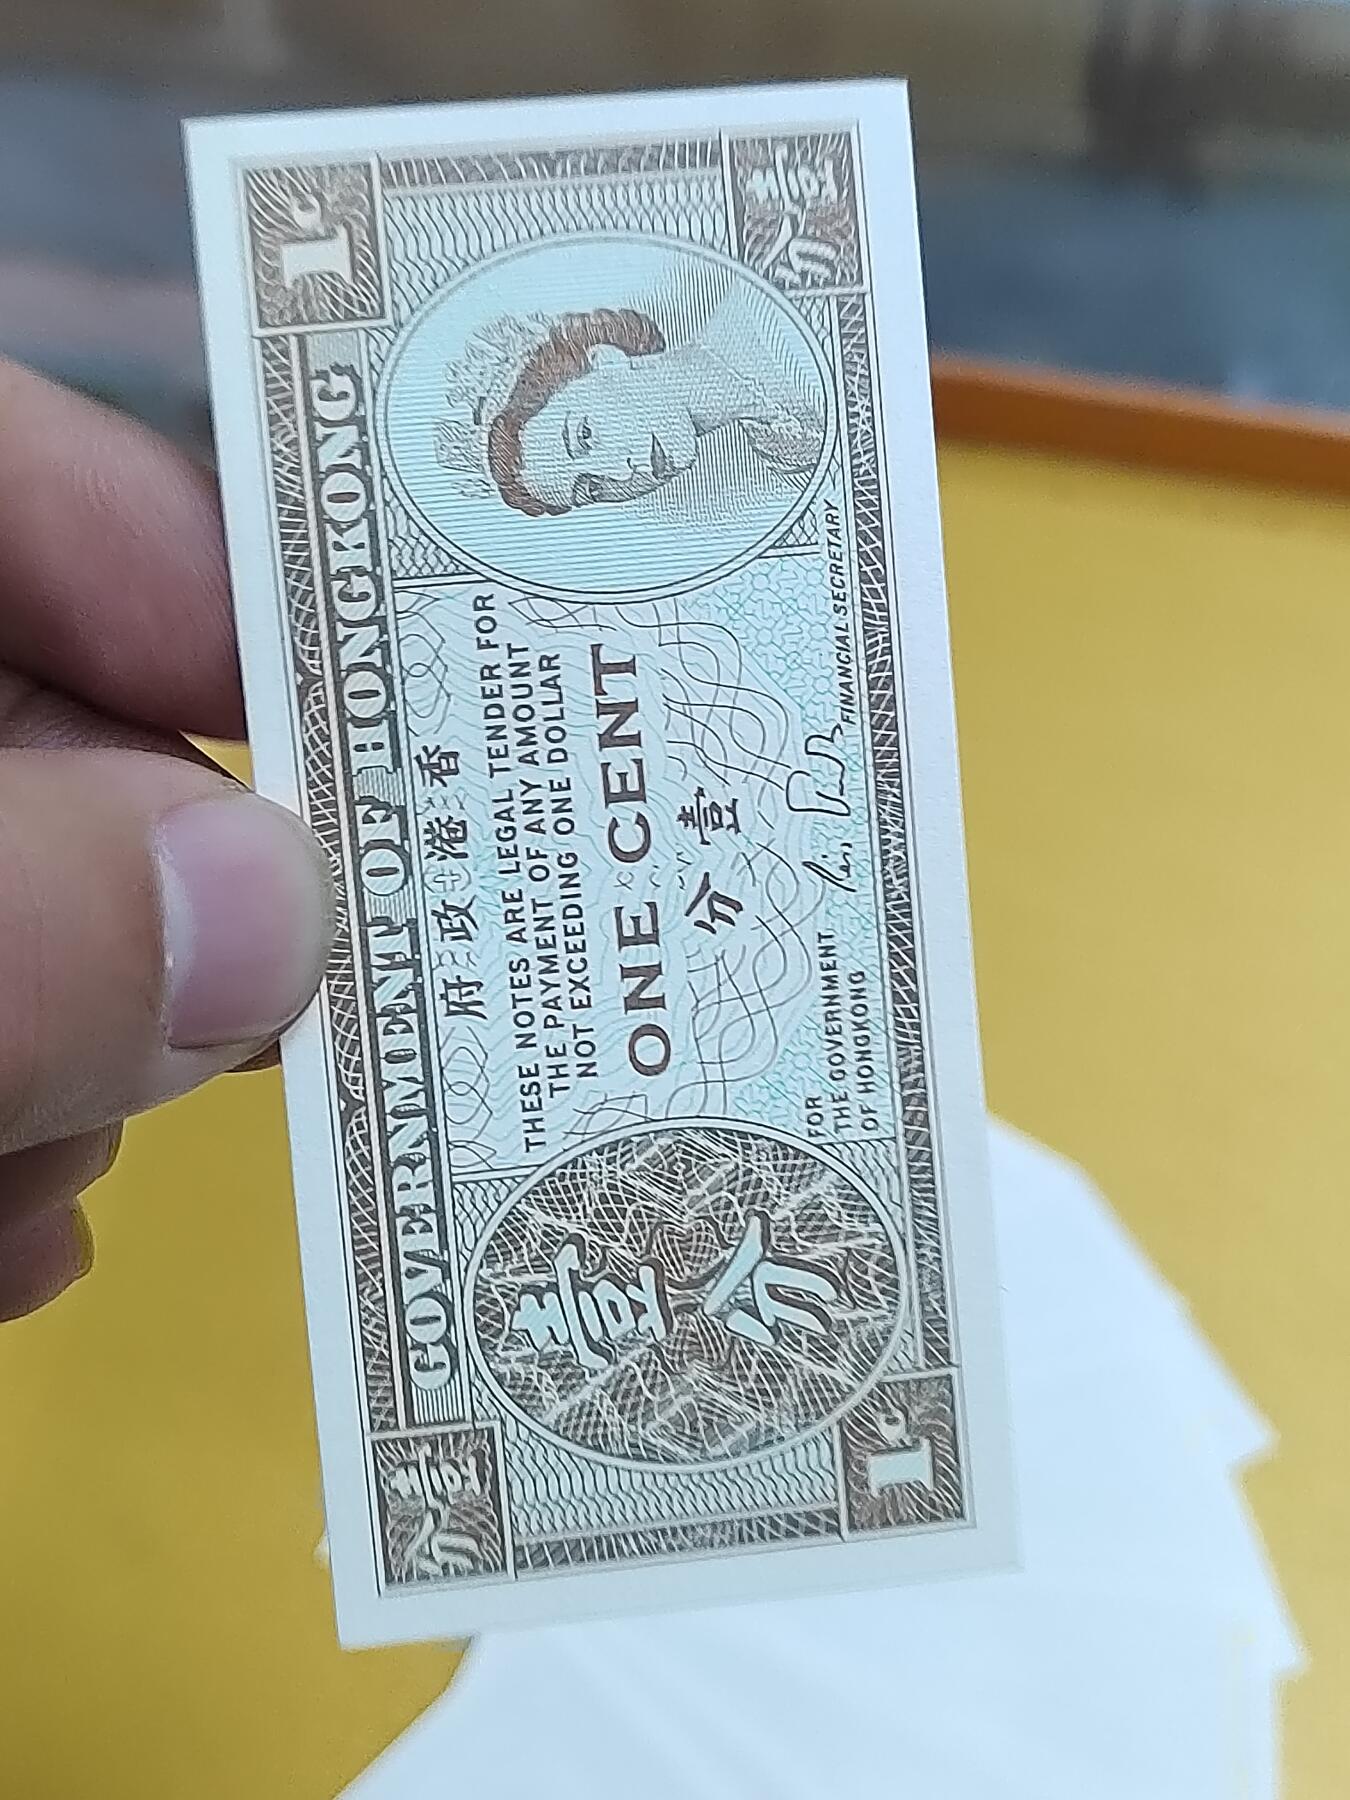 1¢
壹分
GOVERNMENT OF HONGKONG
府政港香
THESE NOTES ARE LEGAL TENDER FOR
THE PAYMENT OF ANY AMOUNT
NOT EXCEEDING ONE DOLLAR
ONE CENT
分壹
壹分
FOR
THE GOVERNMENT
OF HONGKONG
FINANCIAL SECRETARY
1¢
壹分